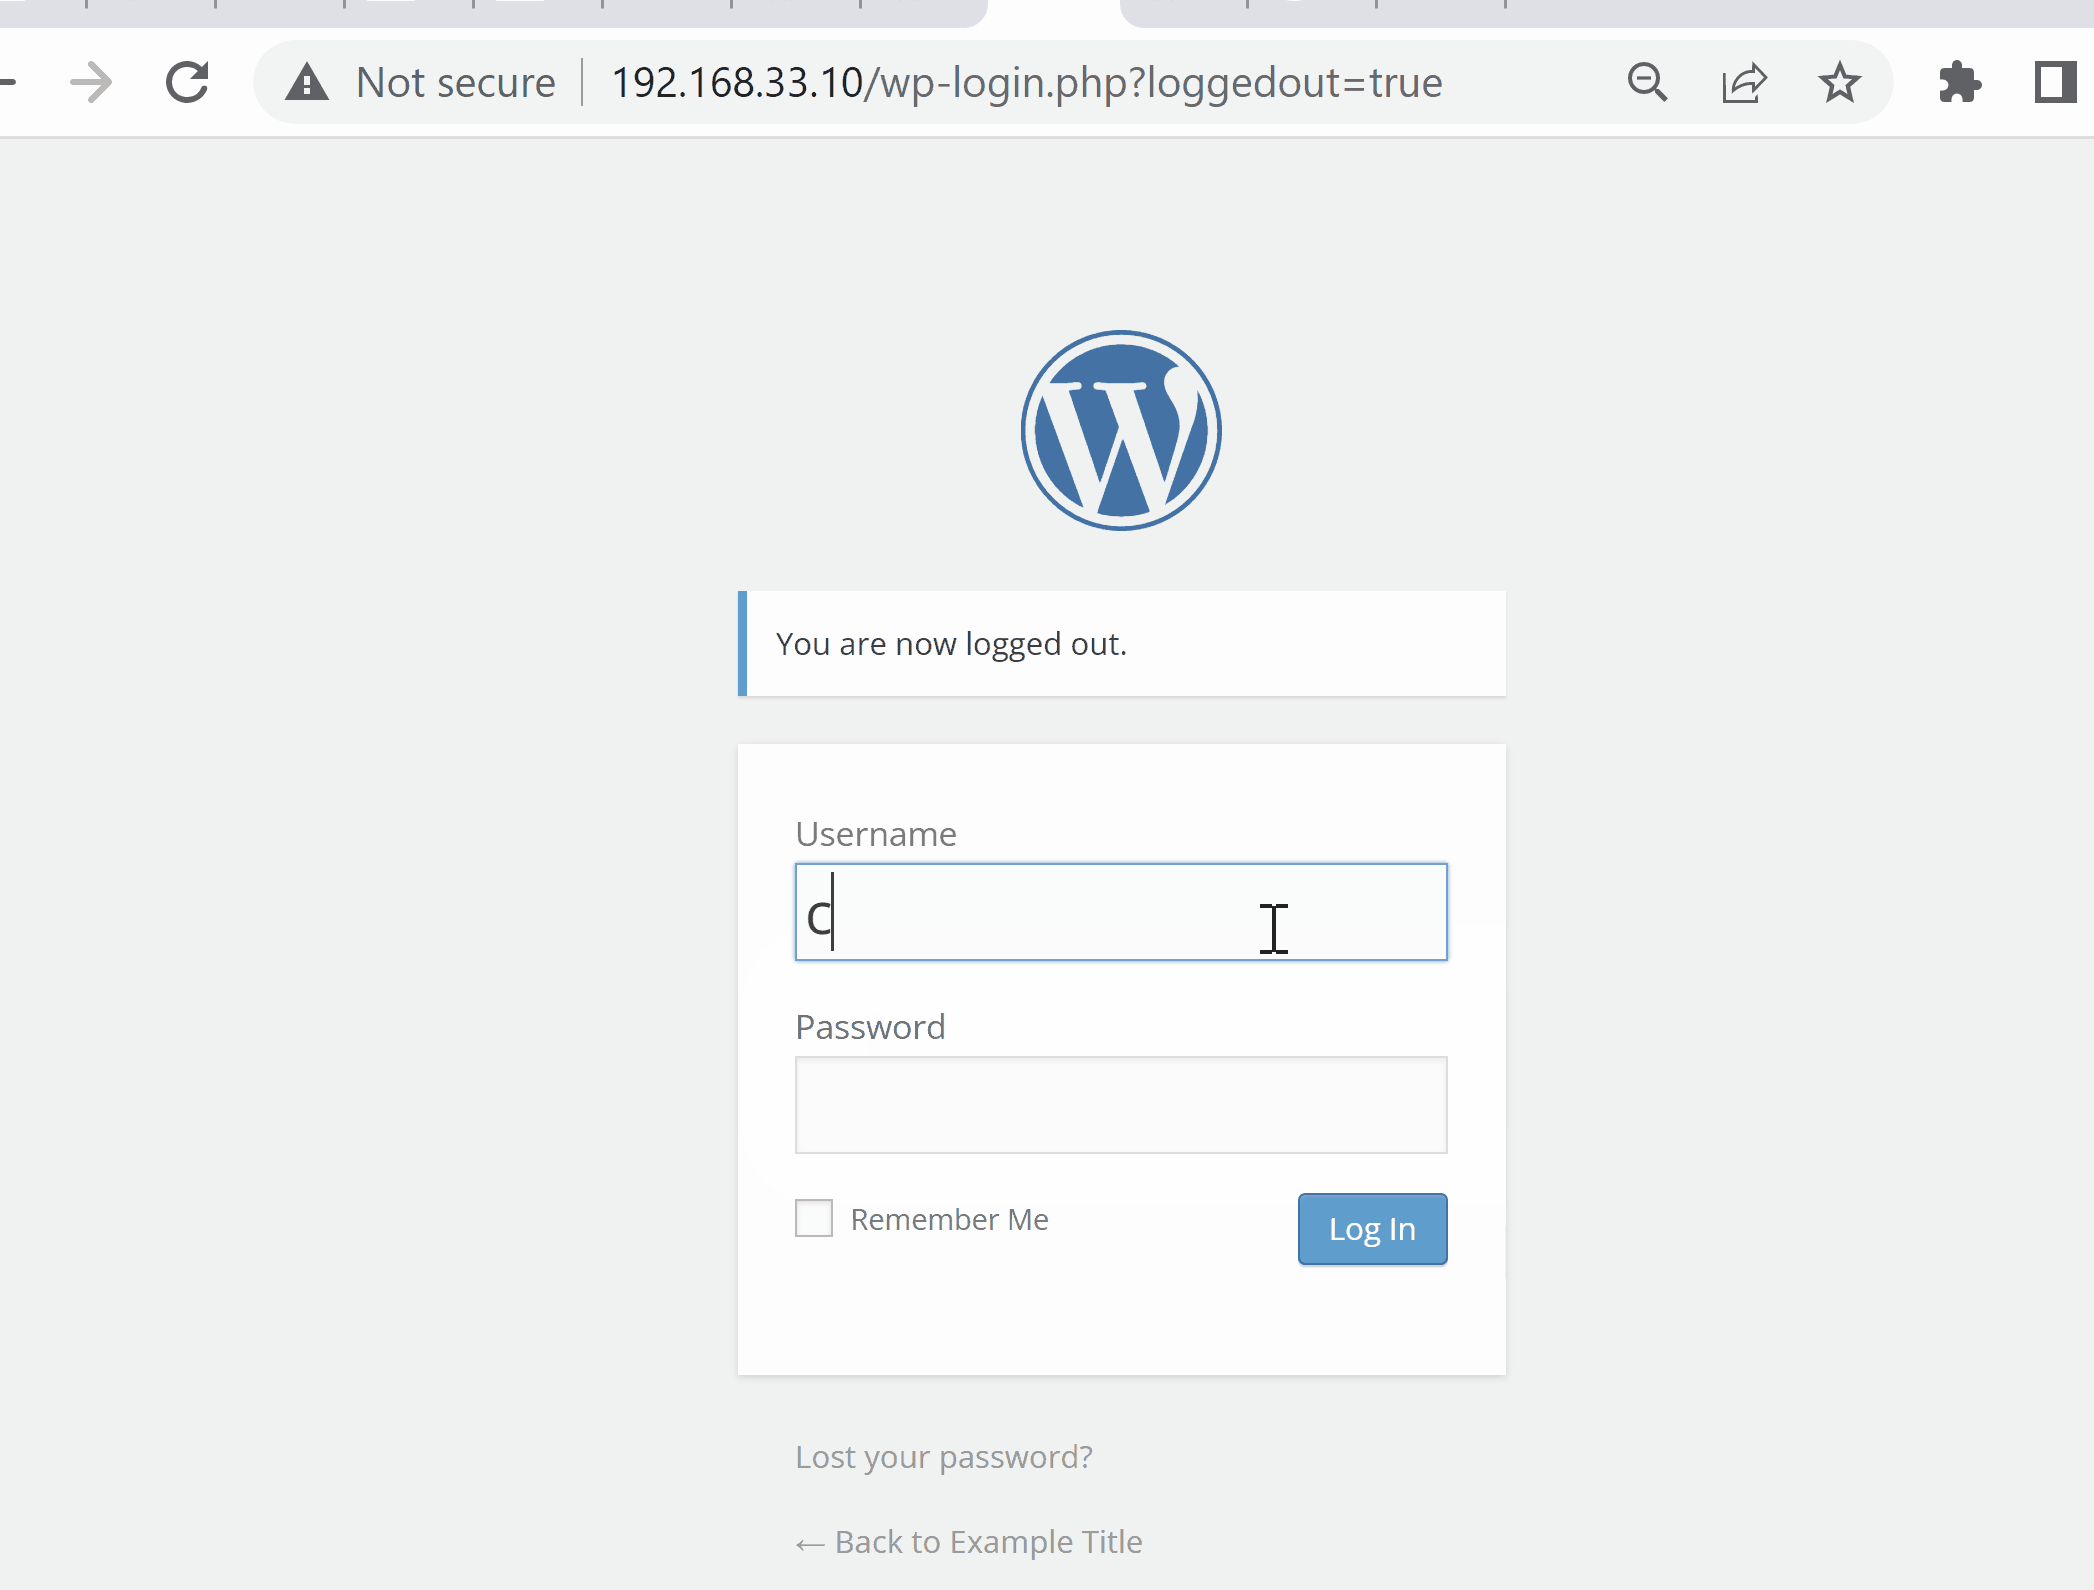 Not secure | 192.168.33.10/wp-login.php?loggedout=true
You are now logged out.
Username
c
Password
Remember Me
Log In
Lost your password?
← Back to Example Title